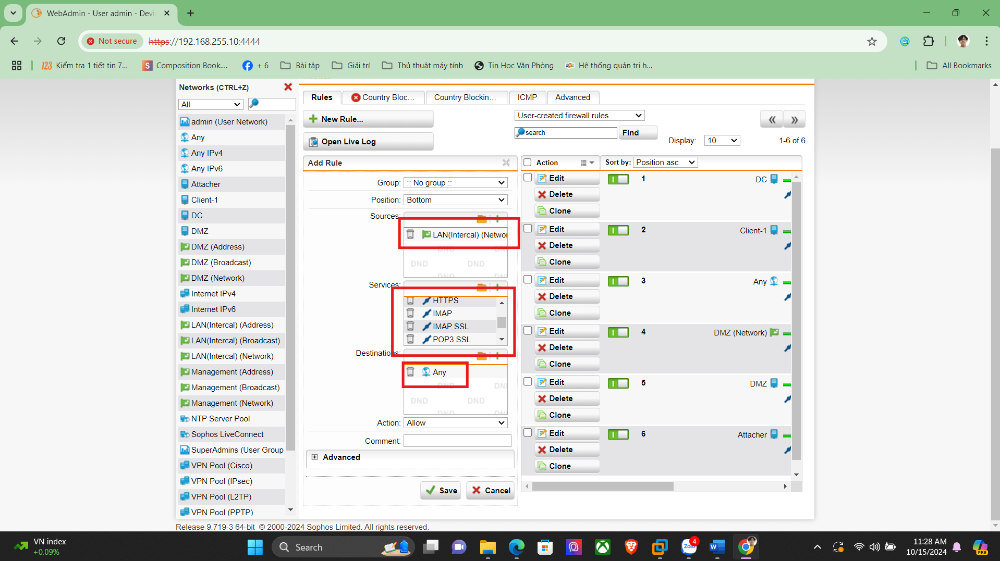 WebAdmin - User admin - Devi
Not secure
https://192.168.255.10:4444
123 Kiểm tra 1 tiết tin 7...
S Composition Book....
+ 6
Bài tập
Giải trí
Thủ thuật máy tính
Tin Học Văn Phòng
Hệ thống quản trị h...
All Bookmarks
Networks (CTRL+Z)
All
admin (User Network)
Any
Any IPv4
Any IPv6
Attacher
Client-1
DC
DMZ
DMZ (Address)
DMZ (Broadcast)
DMZ (Network)
Internet IPv4
Internet IPv6
LAN(Intercal) (Address)
LAN(Intercal) (Broadcast)
LAN(Intercal) (Network)
Management (Address)
Management (Broadcast)
Management (Network)
NTP Server Pool
Sophos LiveConnect
SuperAdmins (User Group
VPN Pool (Cisco)
VPN Pool (IPsec)
VPN Pool (L2TP)
VPN Pool (PPTP)
Rules
Country Bloc...
Country Blockin...
ICMP
Advanced
New Rule...
Open Live Log
User-created firewall rules
search
Find
Display: 10
1-6 of 6
Add Rule
Group: :: No group ::
Position: Bottom
Sources:
LAN(Intercal) (Networ
DND DND
DND DND
DND
Services:
HTTPS
IMAP
IMAP SSL
POP3 SSL
Destinations:
Any
DND DN
DND DND
DND DN
Action: Allow
Comment:
Advanced
Save
Cancel
Action
Sort by: Position asc
Edit 1 DC
Delete
Clone
Edit 2 Client-1
Delete
Clone
Edit 3 Any
Delete
Clone
Edit 4 DMZ (Network)
Delete
Clone
Edit 5 DMZ
Delete
Clone
Edit 6 Attacher
Delete
Clone
Release 9.719-3 64-bit © 2000-2024 Sophos Limited. All rights reserved.
VN index
+0,09%
Search
Zalo
4
W
PRE
11:28 AM
10/15/2024